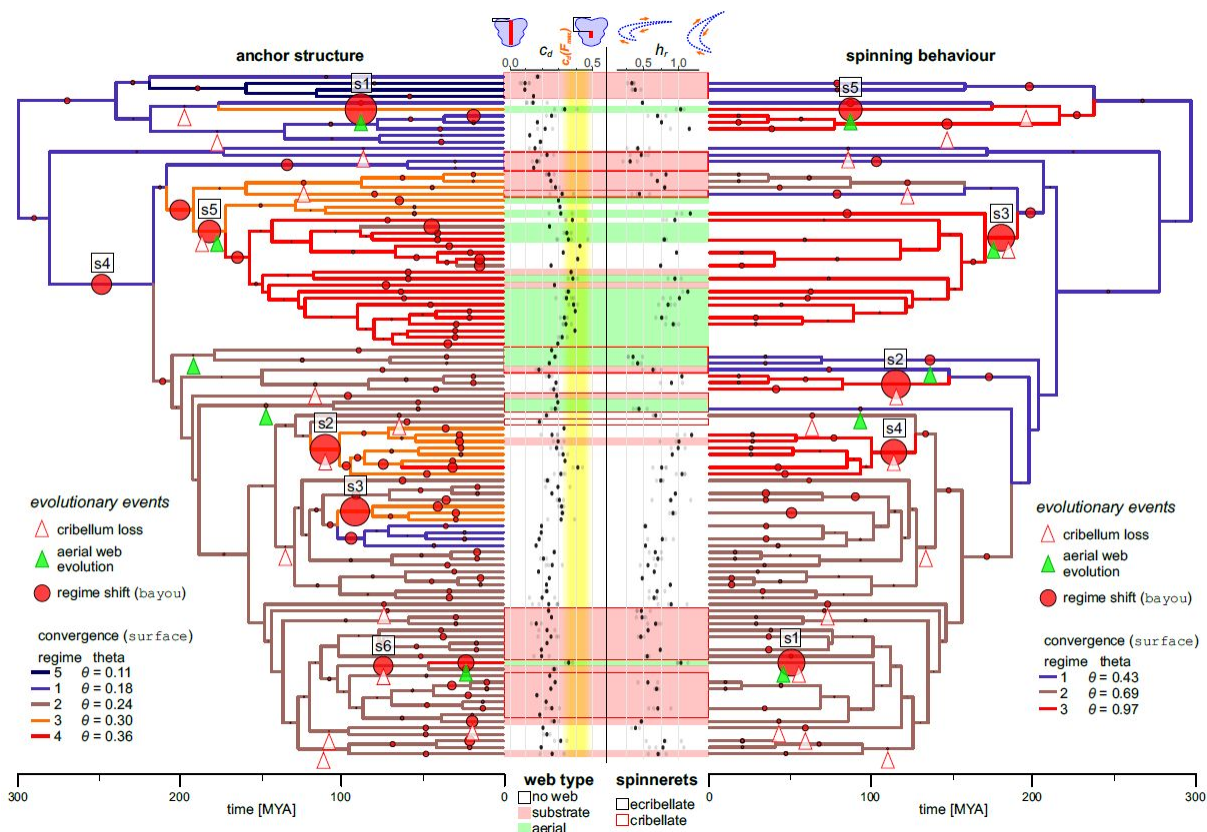 anchor structure
spinning behaviour
c_d
c_d(F_max)
h_r
0,0
0,5
0,5
1,0
s1
s5
s4
s2
s3
s6
s5
s3
s2
s4
s1
evolutionary events
cribellum loss
aerial web
evolution
regime shift (bayou)
convergence (surface)
regime theta
5 θ = 0.11
1 θ = 0.18
2 θ = 0.24
3 θ = 0.30
4 θ = 0.36
evolutionary events
cribellum loss
aerial web
evolution
regime shift (bayou)
convergence (surface)
regime theta
1 θ = 0.43
2 θ = 0.69
3 θ = 0.97
300 200 100 0
time [MYA]
web type
no web
substrate
aerial
spinnerets
ecribellate
cribellate
0 100 200 300
time [MYA]